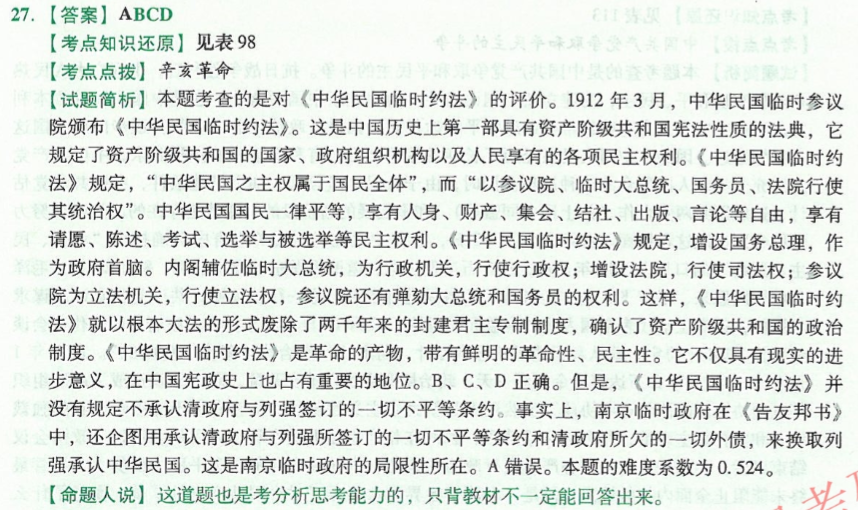 27. 【答案】ABCD
【考点知识还原】见表98
【考点点拨】辛亥革命
【试题简析】本题考查的是对《中华民国临时约法》的评价。1912 年 3 月，中华民国临时参议
院颁布《中华民国临时约法》。这是中国历史上第一部具有资产阶级共和国宪法性质的法典，它
规定了资产阶级共和国的国家、政府组织机构以及人民享有的各项民主权利。《中华民国临时约
法》规定，“中华民国之主权属于国民全体”，而“以参议院、临时大总统、国务员、法院行使
其统治权”。中华民国国民一律平等，享有人身、财产、集会、结社、出版、言论等自由，享有
请愿、陈述、考试、选举与被选举等民主权利。《中华民国临时约法》规定，增设国务总理，作
为政府首脑。内阁辅佐临时大总统，为行政机关，行使行政权；增设法院，行使司法权；参议
院为立法机关，行使立法权，参议院还有弹劾大总统和国务员的权利。这样，《中华民国临时约
法》就以根本大法的形式废除了两千年来的封建君主专制制度，确认了资产阶级共和国的政治
制度。《中华民国临时约法》是革命的产物，带有鲜明的革命性、民主性。它不仅具有现实的进
步意义，在中国宪政史上也占有重要的地位。B、C、D 正确。但是，《中华民国临时约法》并
没有规定不承认清政府与列强签订的一切不平等条约。事实上，南京临时政府在《告友邦书》
中，还企图用承认清政府与列强所签订的一切不平等条约和清政府所欠的一切外债，来换取列
强承认中华民国。这是南京临时政府的局限性所在。A 错误。本题的难度系数为 0.524。
【命题人说】这道题也是考分析思考能力的，只背教材不一定能回答出来。